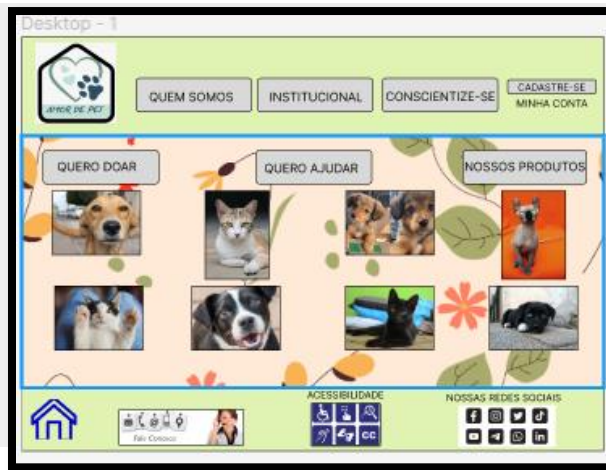 Desktop - 1
AMOR DE PET
QUEM SOMOS
INSTITUCIONAL
CONSCIENTIZE-SE
CADASTRE-SE
MINHA CONTA
QUERO DOAR
QUERO AJUDAR
NOSSOS PRODUTOS
ACESSIBILIDADE
NOSSAS REDES SOCIAIS
Fale Conosco
CC